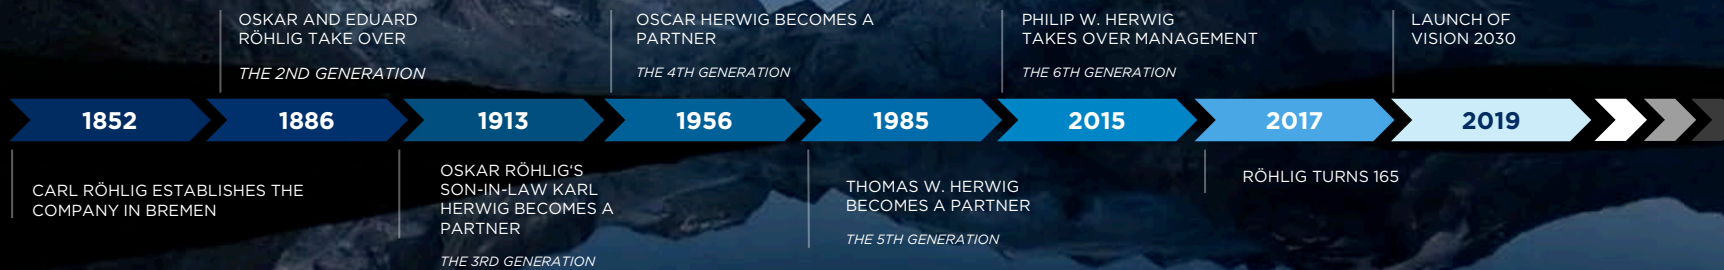 OSKAR AND EDUARD
RÖHLIG TAKE OVER
THE 2ND GENERATION
OSCAR HERWIG BECOMES A
PARTNER
THE 4TH GENERATION
PHILIP W. HERWIG
TAKES OVER MANAGEMENT
THE 6TH GENERATION
LAUNCH OF
VISION 2030
1852
1886
1913
1956
1985
2015
2017
2019
CARL RÖHLIG ESTABLISHES THE
COMPANY IN BREMEN
OSKAR RÖHLIG‘S
SON-IN-LAW KARL
HERWIG BECOMES A
PARTNER
THE 3RD GENERATION
THOMAS W. HERWIG
BECOMES A PARTNER
THE 5TH GENERATION
RÖHLIG TURNS 165